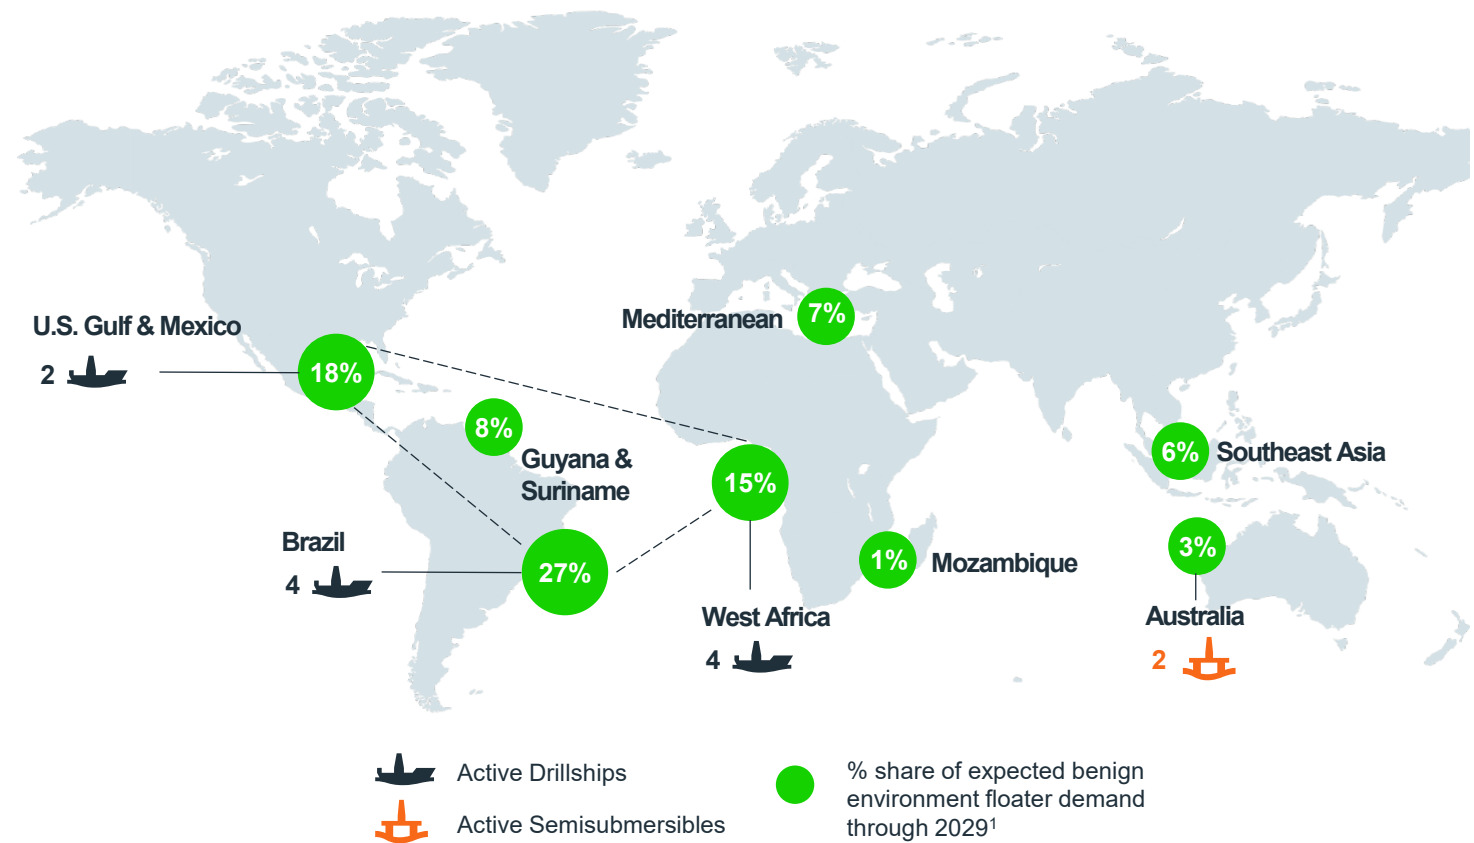 U.S. Gulf & Mexico
2
18%
Mediterranean
7%
8%
Guyana &
Suriname
15%
6%
Southeast Asia
Brazil
4
27%
1%
Mozambique
3%
West Africa
4
Australia
2
Active Drillships
Active Semisubmersibles
% share of expected benign
environment floater demand
through 2029¹